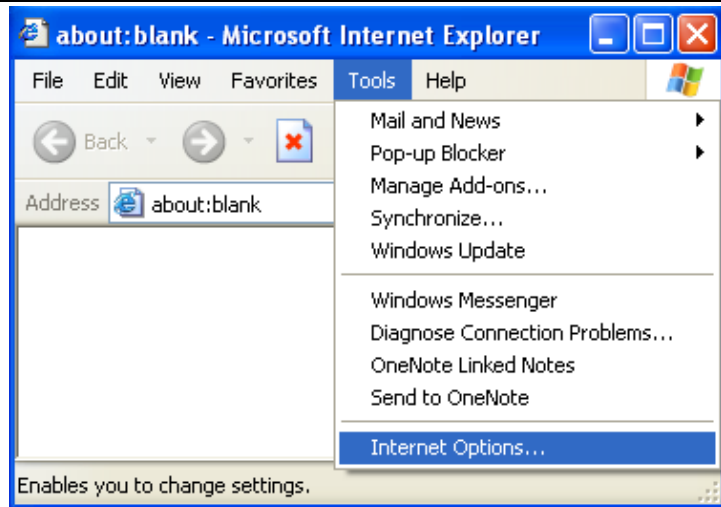 about:blank - Microsoft Internet Explorer
File Edit View Favorites Tools Help
Back
Address about:blank
Mail and News
Pop-up Blocker
Manage Add-ons...
Synchronize...
Windows Update
Windows Messenger
Diagnose Connection Problems...
OneNote Linked Notes
Send to OneNote
Internet Options...
Enables you to change settings.